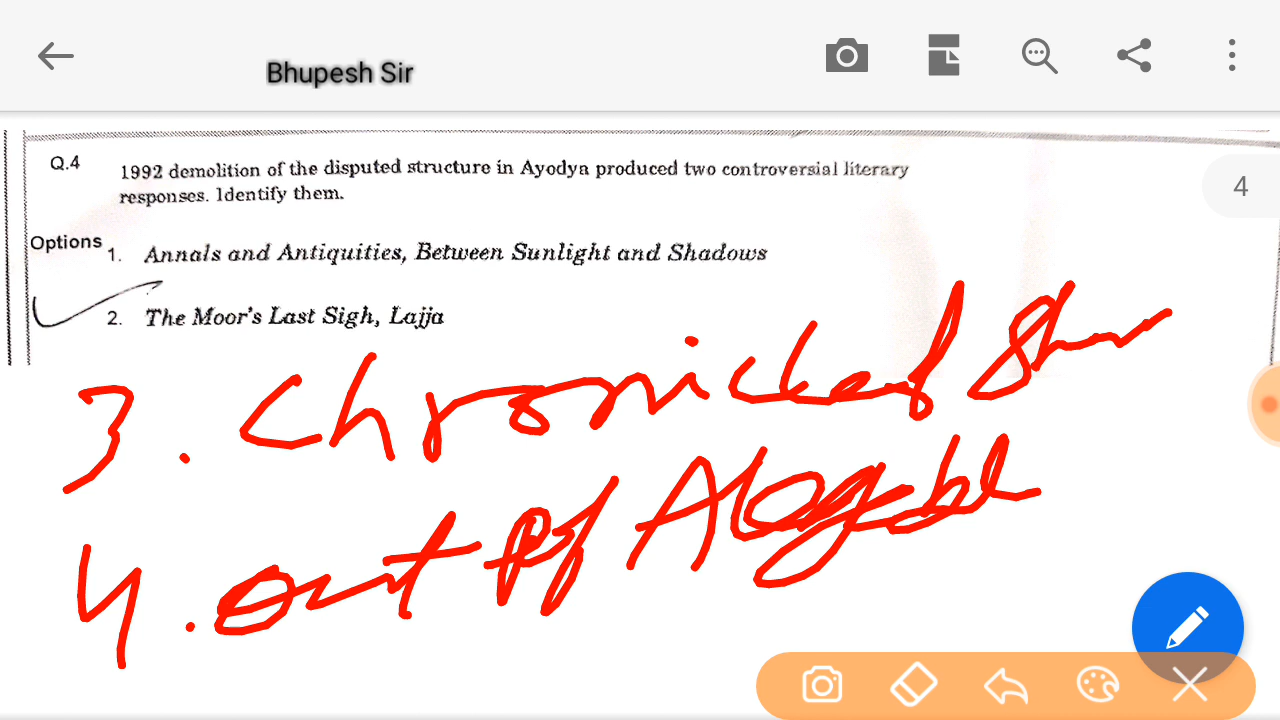 Bhupesh Sir
4
Q.4 1992 demolition of the disputed structure in Ayodya produced two controversial literary
responses. Identify them.
Options 1. Annals and Antiquities, Between Sunlight and Shadows
2. The Moor's Last Sigh, Lajja
3. Chronicled
4. out of